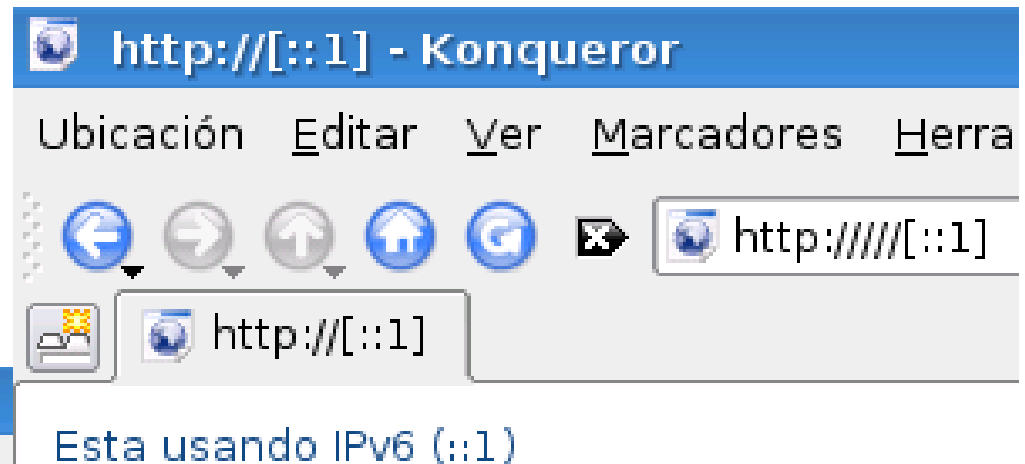 http://[::1] - Konqueror
Ubicación Editar Ver Marcadores Herra
http://///[::1]
http://[::1]
Esta usando IPv6 (::1)